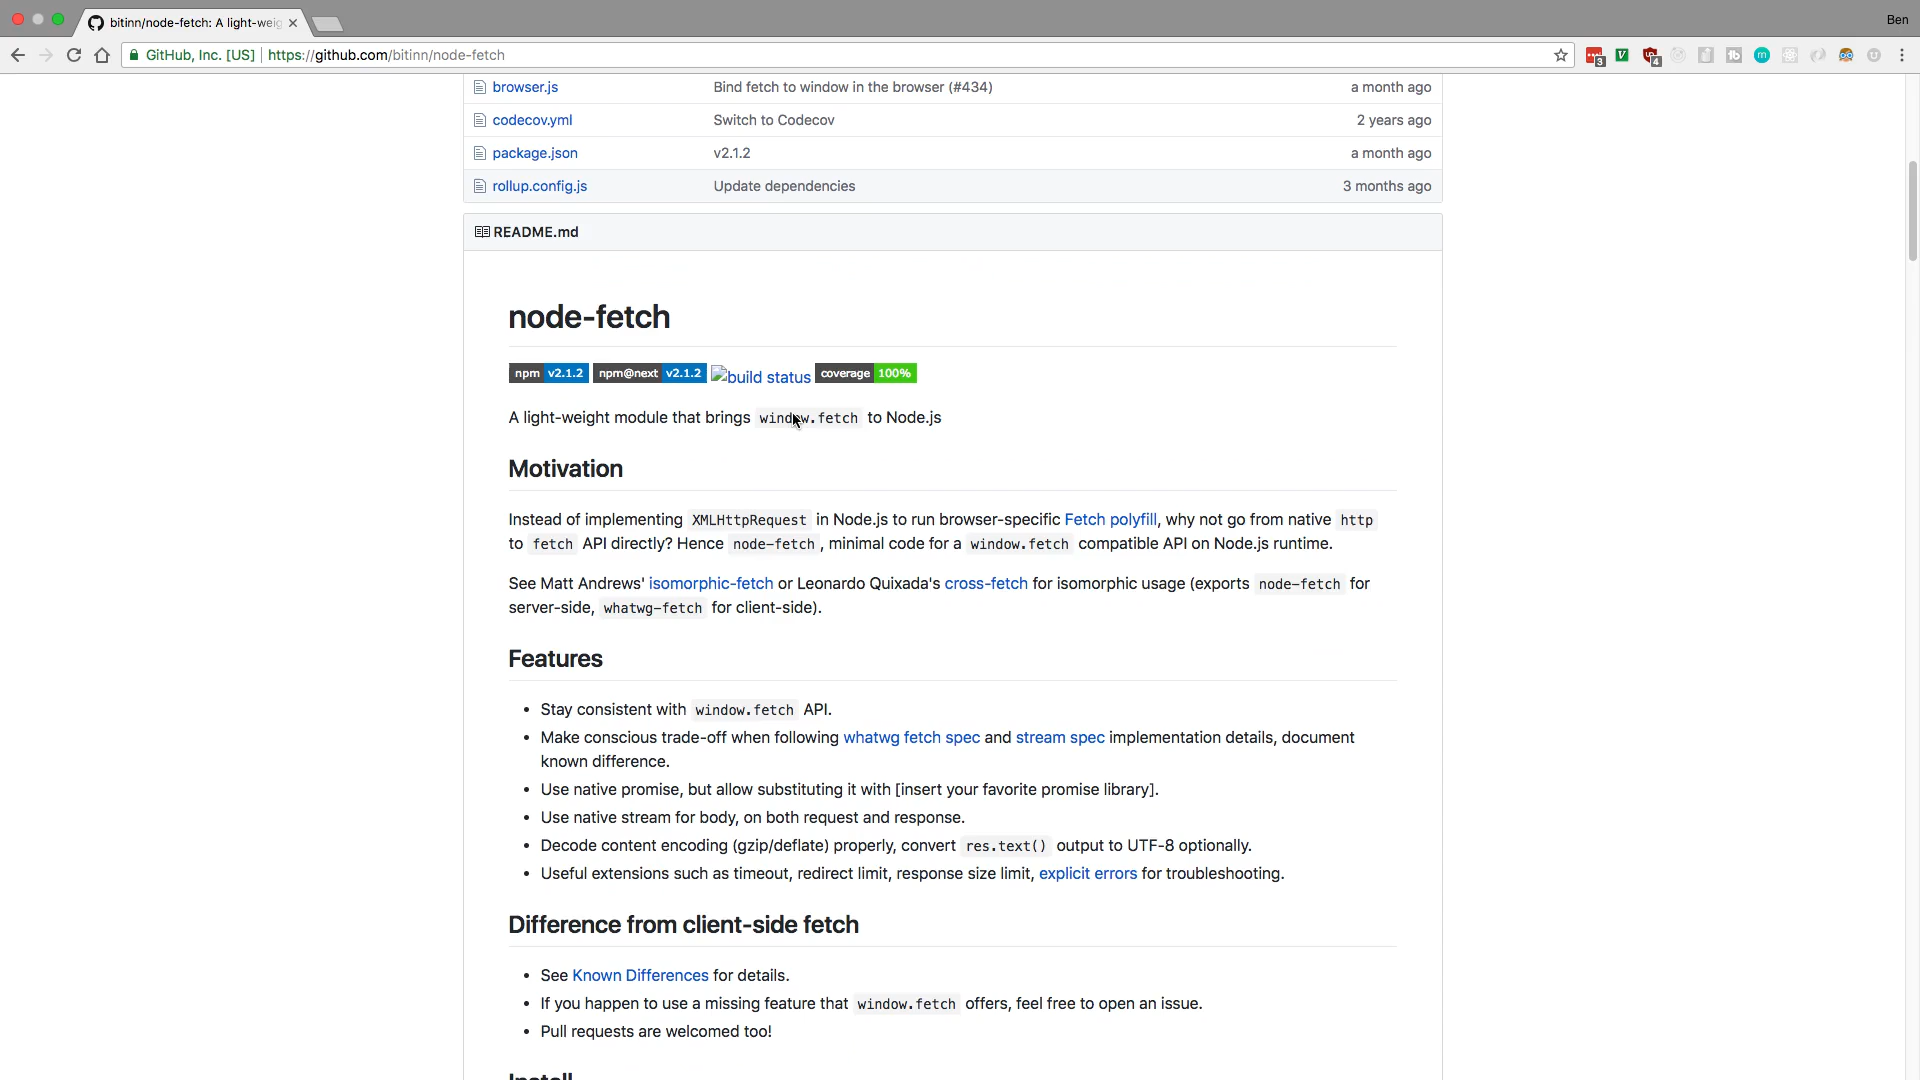 bitinn/node-fetch: A light-weig
Ben
GitHub, Inc. [US] https://github.com/bitinn/node-fetch
browser.js Bind fetch to window in the browser (#434) a month ago
codecov.yml Switch to Codecov 2 years ago
package.json v2.1.2 a month ago
rollup.config.js Update dependencies 3 months ago
README.md
node-fetch
npm v2.1.2 npm@next v2.1.2 build status coverage 100%
A light-weight module that brings window.fetch to Node.js
Motivation
Instead of implementing XMLHttpRequest in Node.js to run browser-specific Fetch polyfill, why not go from native http
to fetch API directly? Hence node-fetch , minimal code for a window.fetch compatible API on Node.js runtime.
See Matt Andrews' isomorphic-fetch or Leonardo Quixada's cross-fetch for isomorphic usage (exports node-fetch for
server-side, whatwg-fetch for client-side).
Features
• Stay consistent with window.fetch API.
• Make conscious trade-off when following whatwg fetch spec and stream spec implementation details, document
known difference.
• Use native promise, but allow substituting it with [insert your favorite promise library].
• Use native stream for body, on both request and response.
• Decode content encoding (gzip/deflate) properly, convert res.text() output to UTF-8 optionally.
• Useful extensions such as timeout, redirect limit, response size limit, explicit errors for troubleshooting.
Difference from client-side fetch
• See Known Differences for details.
• If you happen to use a missing feature that window.fetch offers, feel free to open an issue.
• Pull requests are welcomed too!
Install